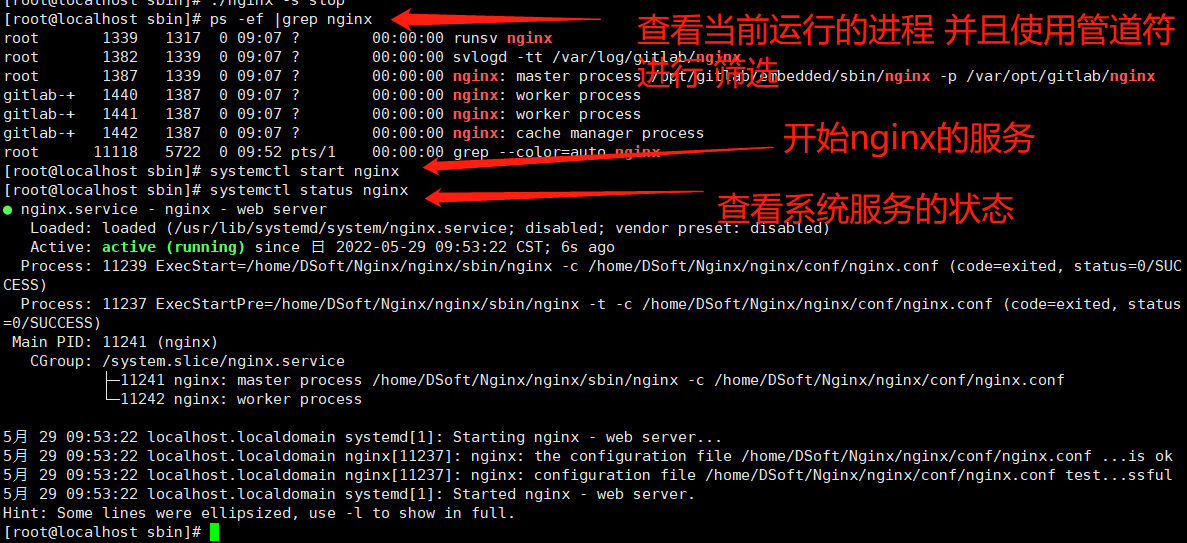 [root@localhost sbin]# ./nginx -s stop
[root@localhost sbin]# ps -ef |grep nginx
查看当前运行的进程 并且使用管道符
root 1339 1317 0 09:07 ? 00:00:00 runsv nginx
root 1382 1339 0 09:07 ? 00:00:00 svlogd -tt /var/log/gitlab/nginx
进行 筛选
root 1387 1339 0 09:07 ? 00:00:00 nginx: master process /opt/gitlab/embedded/sbin/nginx -p /var/opt/gitlab/nginx
gitlab-+ 1440 1387 0 09:07 ? 00:00:00 nginx: worker process
gitlab-+ 1441 1387 0 09:07 ? 00:00:00 nginx: worker process
gitlab-+ 1442 1387 0 09:07 ? 00:00:00 nginx: cache manager process
开始nginx的服务
root 11118 5722 0 09:52 pts/1 00:00:00 grep --color=auto nginx
[root@localhost sbin]# systemctl start nginx
[root@localhost sbin]# systemctl status nginx
查看系统服务的状态
● nginx.service - nginx - web server
Loaded: loaded (/usr/lib/systemd/system/nginx.service; disabled; vendor preset: disabled)
Active: active (running) since 日 2022-05-29 09:53:22 CST; 6s ago
Process: 11239 ExecStart=/home/DSoft/Nginx/nginx/sbin/nginx -c /home/DSoft/Nginx/nginx/conf/nginx.conf (code=exited, status=0/SUC
CESS)
Process: 11237 ExecStartPre=/home/DSoft/Nginx/nginx/sbin/nginx -t -c /home/DSoft/Nginx/nginx/conf/nginx.conf (code=exited, status
=0/SUCCESS)
Main PID: 11241 (nginx)
CGroup: /system.slice/nginx.service
├─11241 nginx: master process /home/DSoft/Nginx/nginx/sbin/nginx -c /home/DSoft/Nginx/nginx/conf/nginx.conf
└─11242 nginx: worker process
5月 29 09:53:22 localhost.localdomain systemd[1]: Starting nginx - web server...
5月 29 09:53:22 localhost.localdomain nginx[11237]: nginx: the configuration file /home/DSoft/Nginx/nginx/conf/nginx.conf ...is ok
5月 29 09:53:22 localhost.localdomain nginx[11237]: nginx: configuration file /home/DSoft/Nginx/nginx/conf/nginx.conf test...ssful
5月 29 09:53:22 localhost.localdomain systemd[1]: Started nginx - web server.
Hint: Some lines were ellipsized, use -l to show in full.
[root@localhost sbin]#